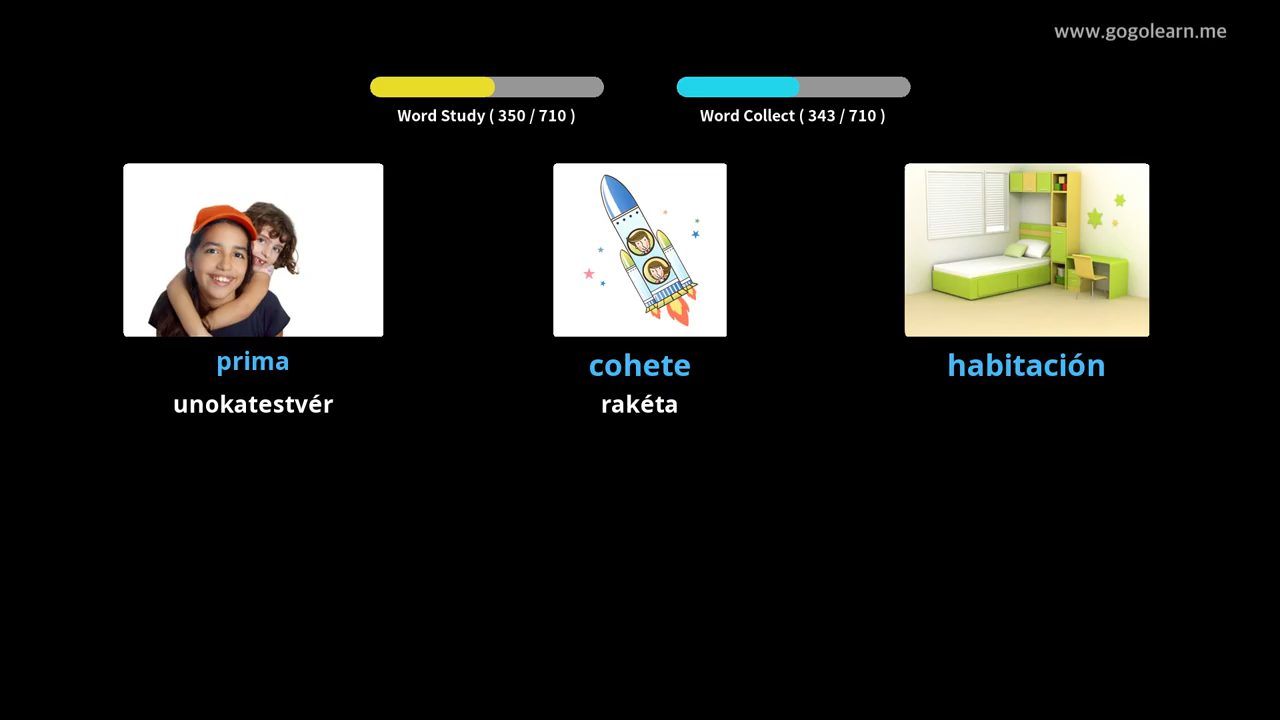 www.gogolearn.me
Word Study ( 350 / 710 )
Word Collect ( 343 / 710 )
prima
cohete
habitación
unokatestvér
rakéta